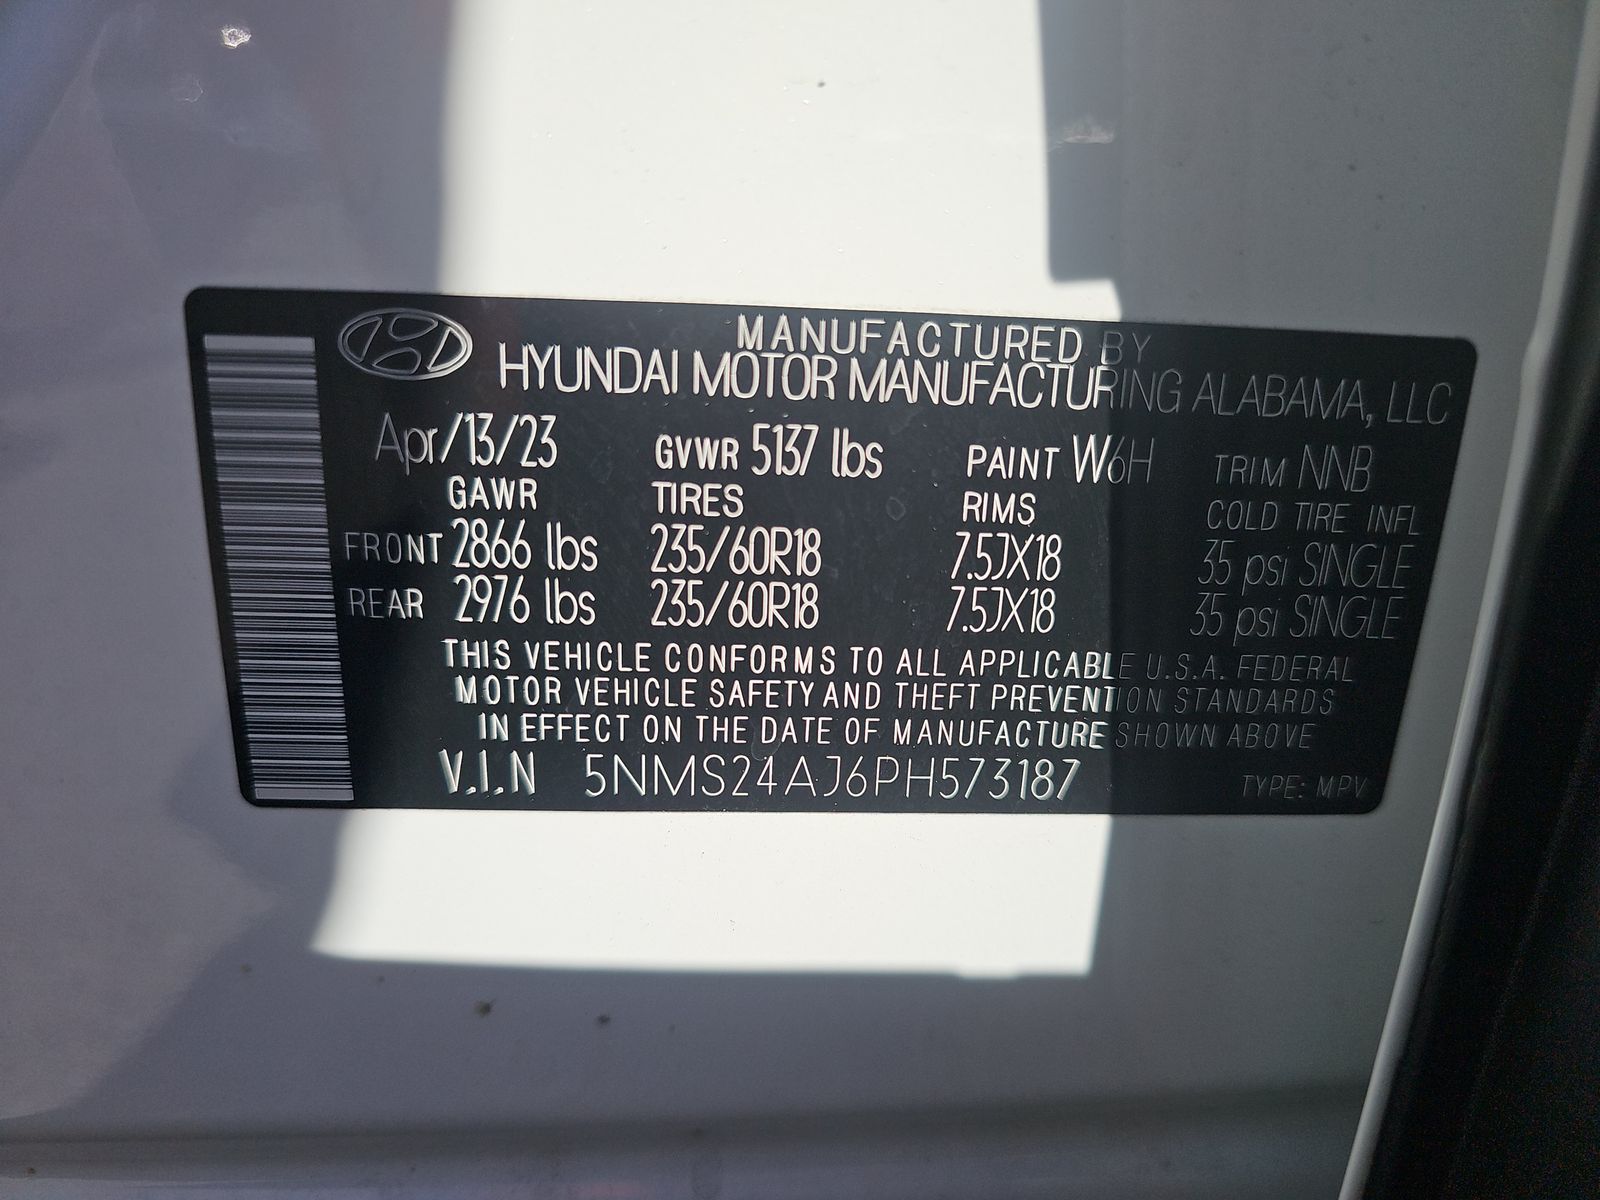 MANUFACTURED BY
HYUNDAI MOTOR MANUFACTURING ALABAMA, LLC
Apr/13/23 GVWR 5137 lbs PAINT W6H TRIM NNB
GAWR TIRES RIMS COLD TIRE INFL
FRONT 2866 lbs 235/60R18 7.5JX18 35 psi SINGLE
REAR 2976 lbs 235/60R18 7.5JX18 35 psi SINGLE
THIS VEHICLE CONFORMS TO ALL APPLICABLE U.S.A. FEDERAL
MOTOR VEHICLE SAFETY AND THEFT PREVENTION STANDARDS
IN EFFECT ON THE DATE OF MANUFACTURE SHOWN ABOVE
V.I.N 5NMS24AJ6PH573187 TYPE: MPV